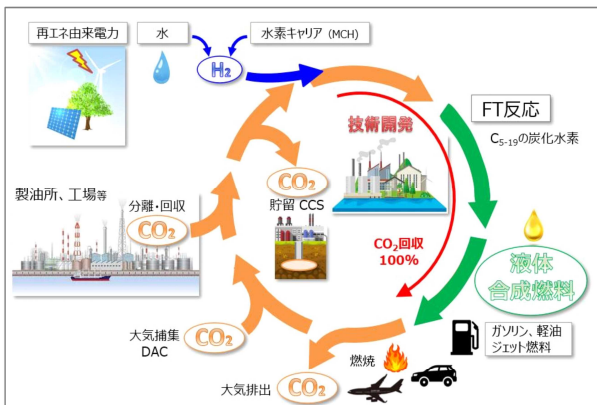 再エネ由来電力
水
水素キャリア (MCH)
H₂
技術開発
FT反応
C₅₋₁₉の炭化水素
製油所、工場等
分離・回収
CO₂
CO₂
貯留 CCS
CO₂回収
100%
液体
合成燃料
ガソリン、軽油
ジェット燃料
大気捕集
DAC
CO₂
燃焼
大気排出
CO₂